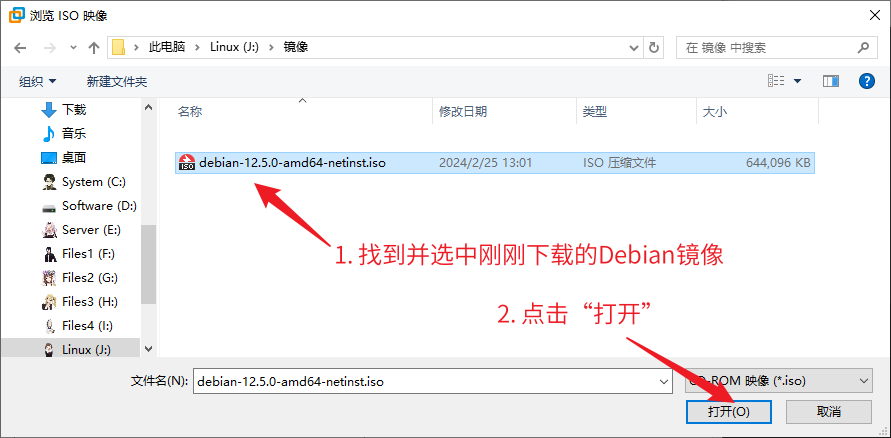 浏览 ISO 映像
此电脑 Linux (J:) 镜像
在 镜像 中搜索
组织 新建文件夹
名称 修改日期 类型 大小
下载
音乐
桌面
System (C:)
Software (D:)
Server (E:)
Files1 (F:)
Files2 (G:)
Files3 (H:)
Files4 (I:)
Linux (J:)
ISO debian-12.5.0-amd64-netinst.iso 2024/2/25 13:01 ISO 压缩文件 644,096 KB
1. 找到并选中刚刚下载的Debian镜像
2. 点击“打开”
文件名(N): debian-12.5.0-amd64-netinst.iso
CD-ROM 映像 (*.iso)
打开(O) 取消